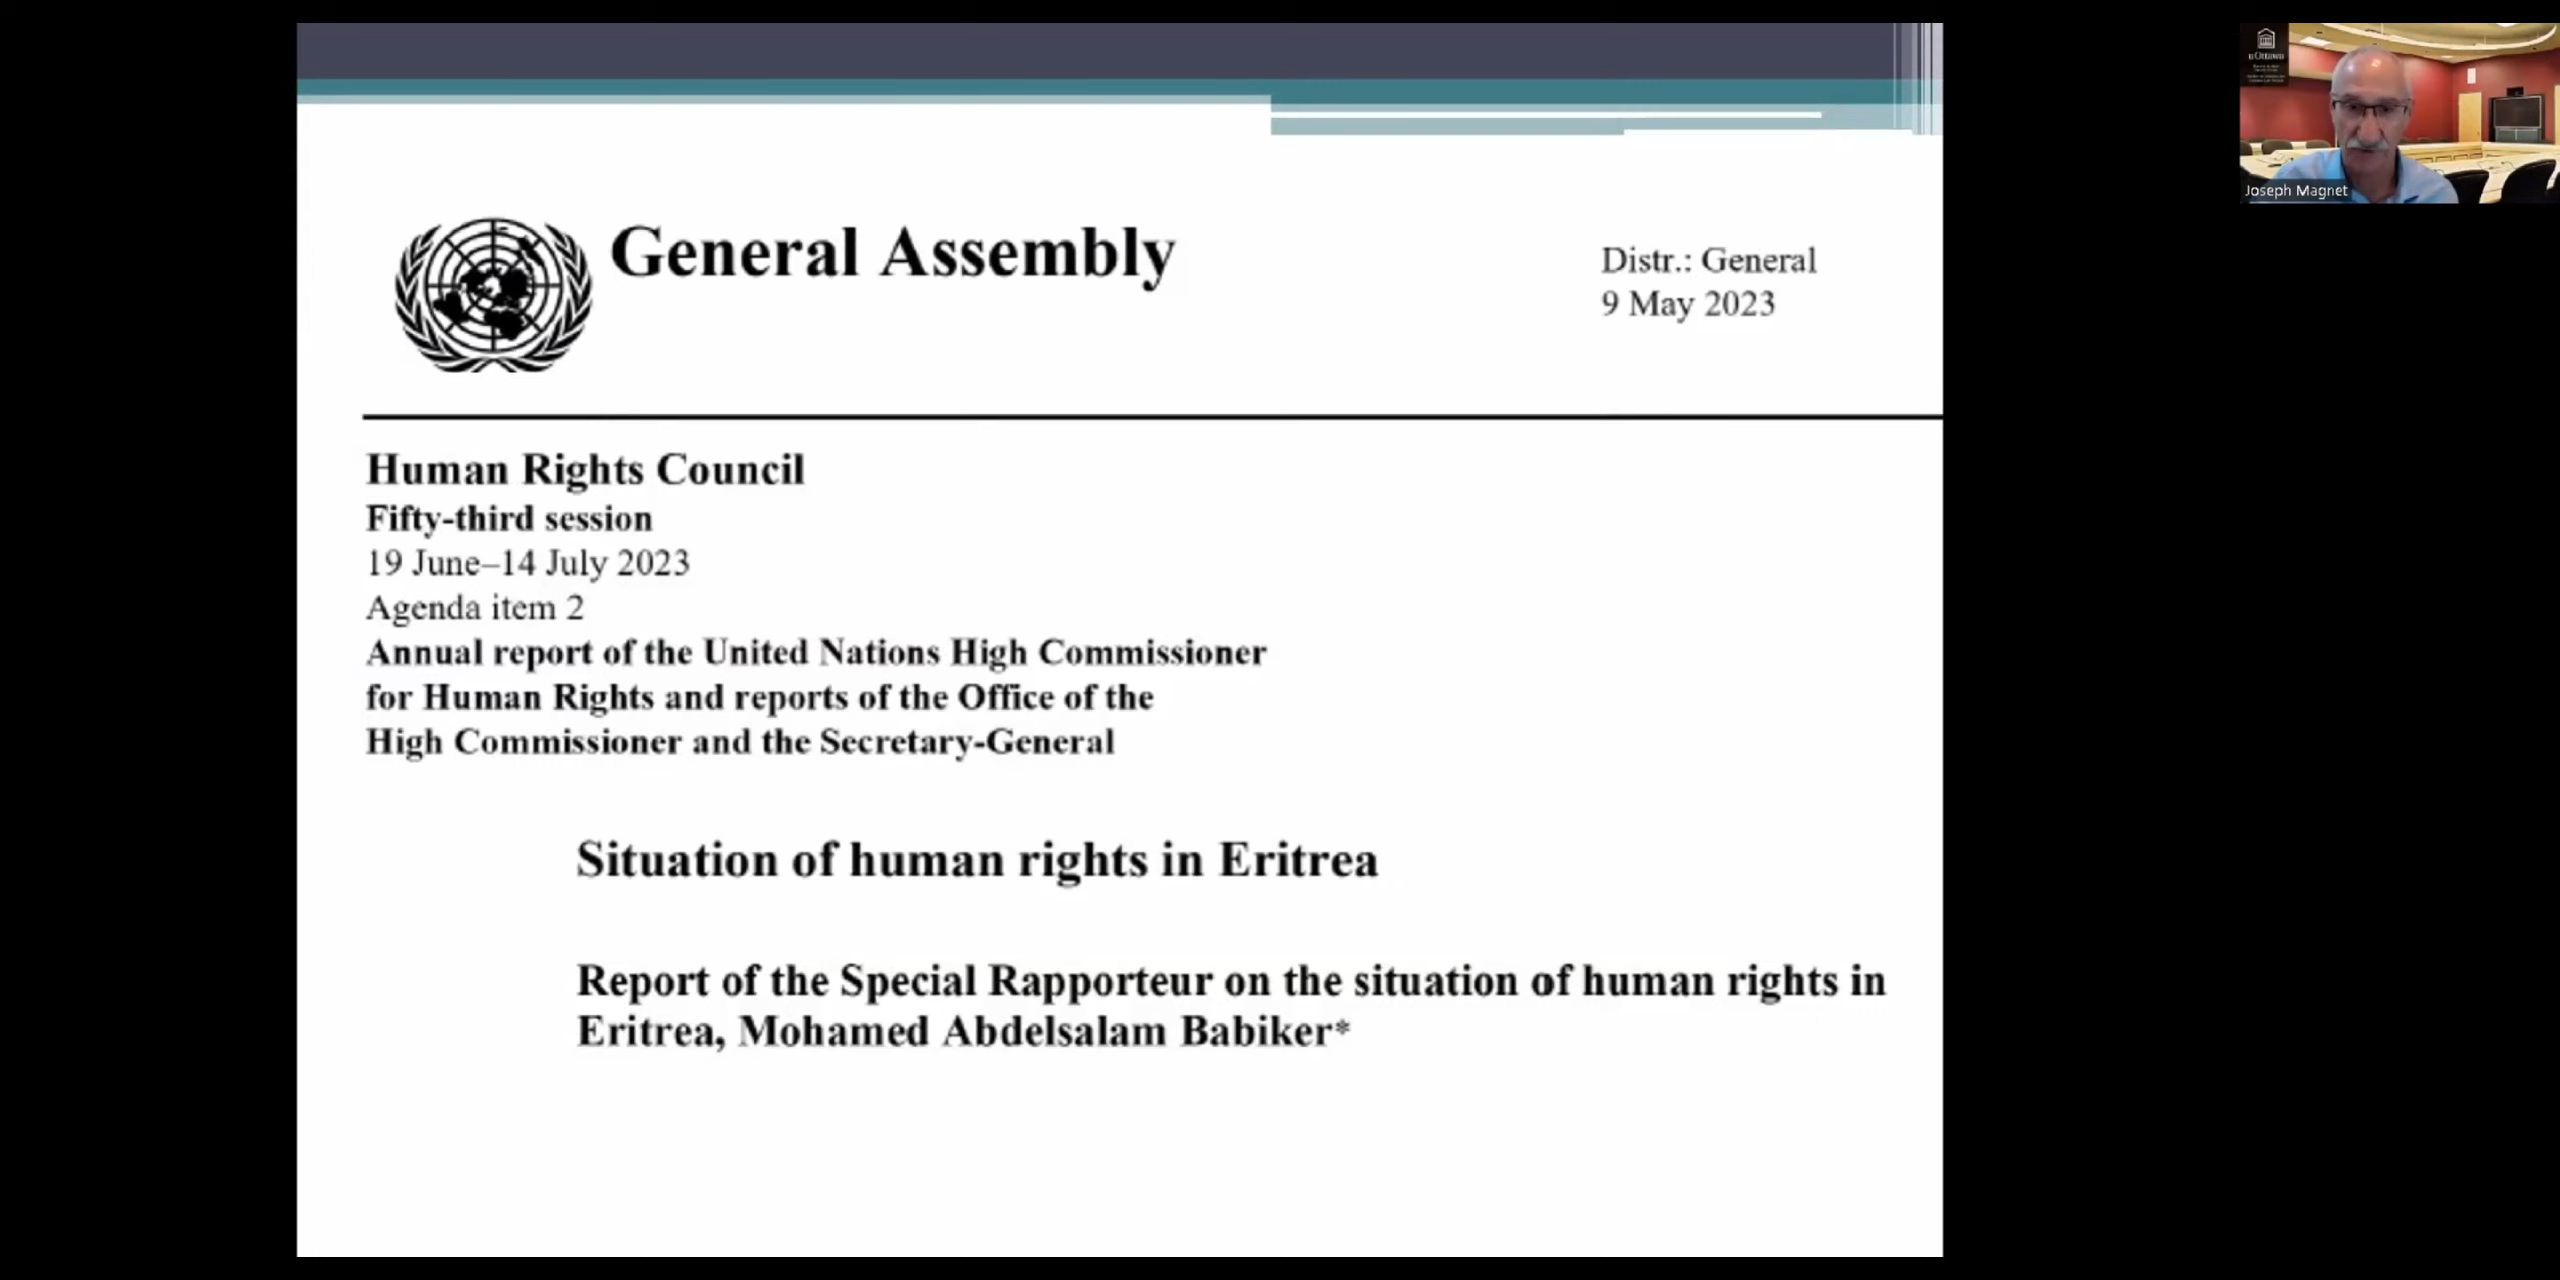 General Assembly
Distr.: General
9 May 2023
Human Rights Council
Fifty-third session
19 June–14 July 2023
Agenda item 2
Annual report of the United Nations High Commissioner
for Human Rights and reports of the Office of the
High Commissioner and the Secretary-General
Situation of human rights in Eritrea
Report of the Special Rapporteur on the situation of human rights in
Eritrea, Mohamed Abdelsalam Babiker*
uOttawa
Joseph Magnet